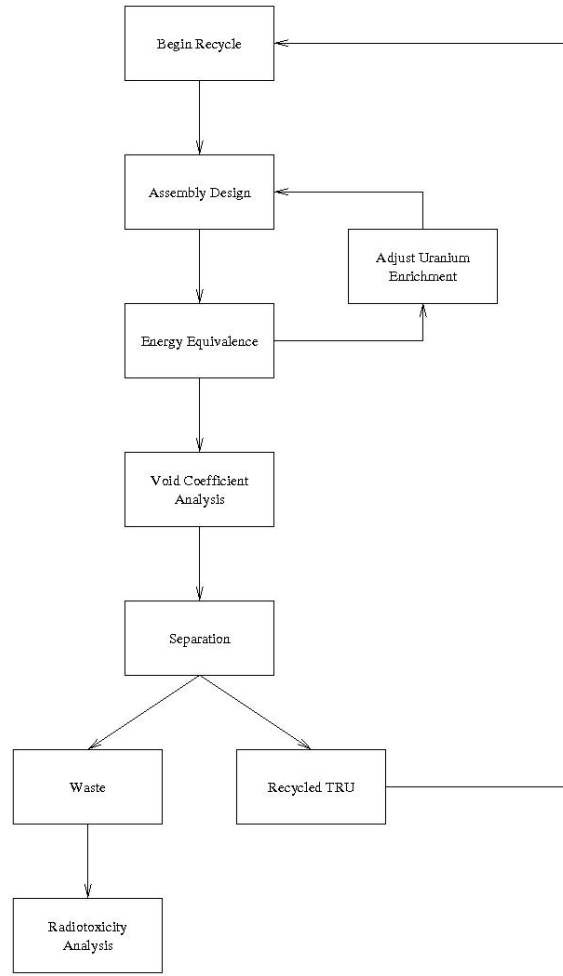 Begin Recycle
Assembly Design
Adjust Uranium
Enrichment
Energy Equivalence
Void Coefficient
Analysis
Separation
Waste
Recycled TRU
Radiotoxicity
Analysis